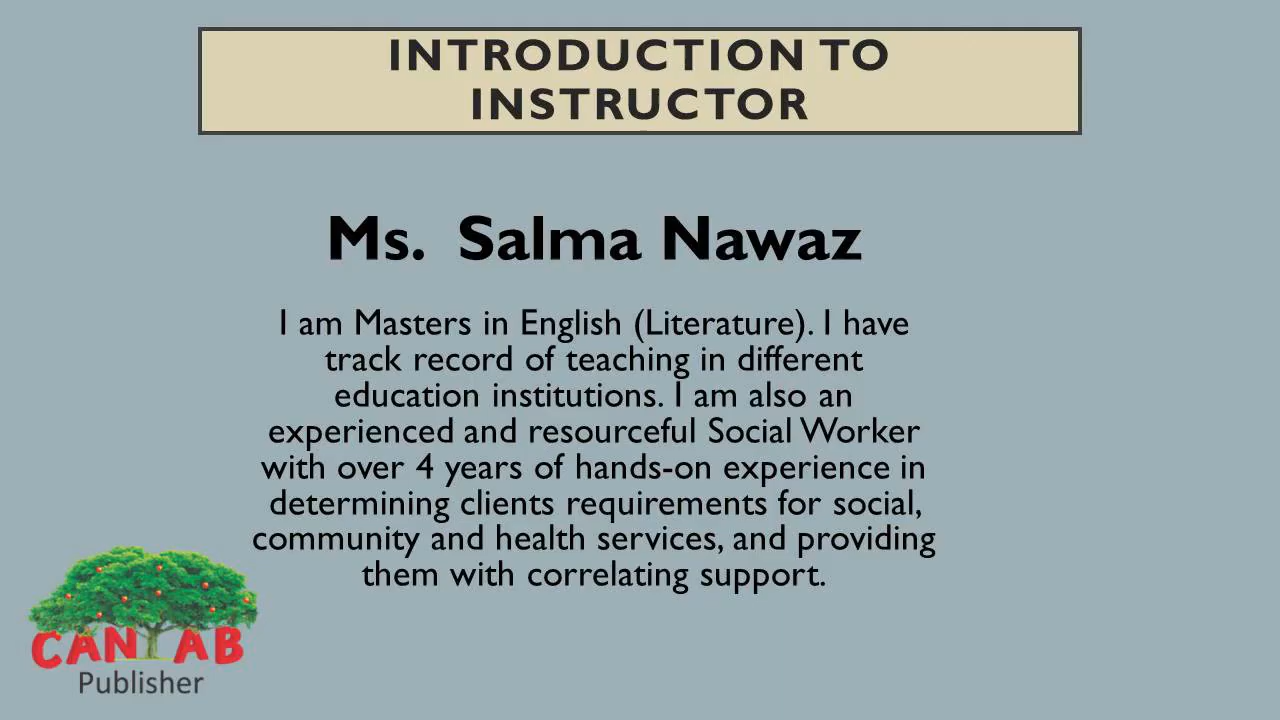 INTRODUCTION TO
INSTRUCTOR
Ms. Salma Nawaz
I am Masters in English (Literature). I have
track record of teaching in different
education institutions. I am also an
experienced and resourceful Social Worker
with over 4 years of hands-on experience in
determining clients requirements for social,
community and health services, and providing
them with correlating support.
CANTAB
Publisher